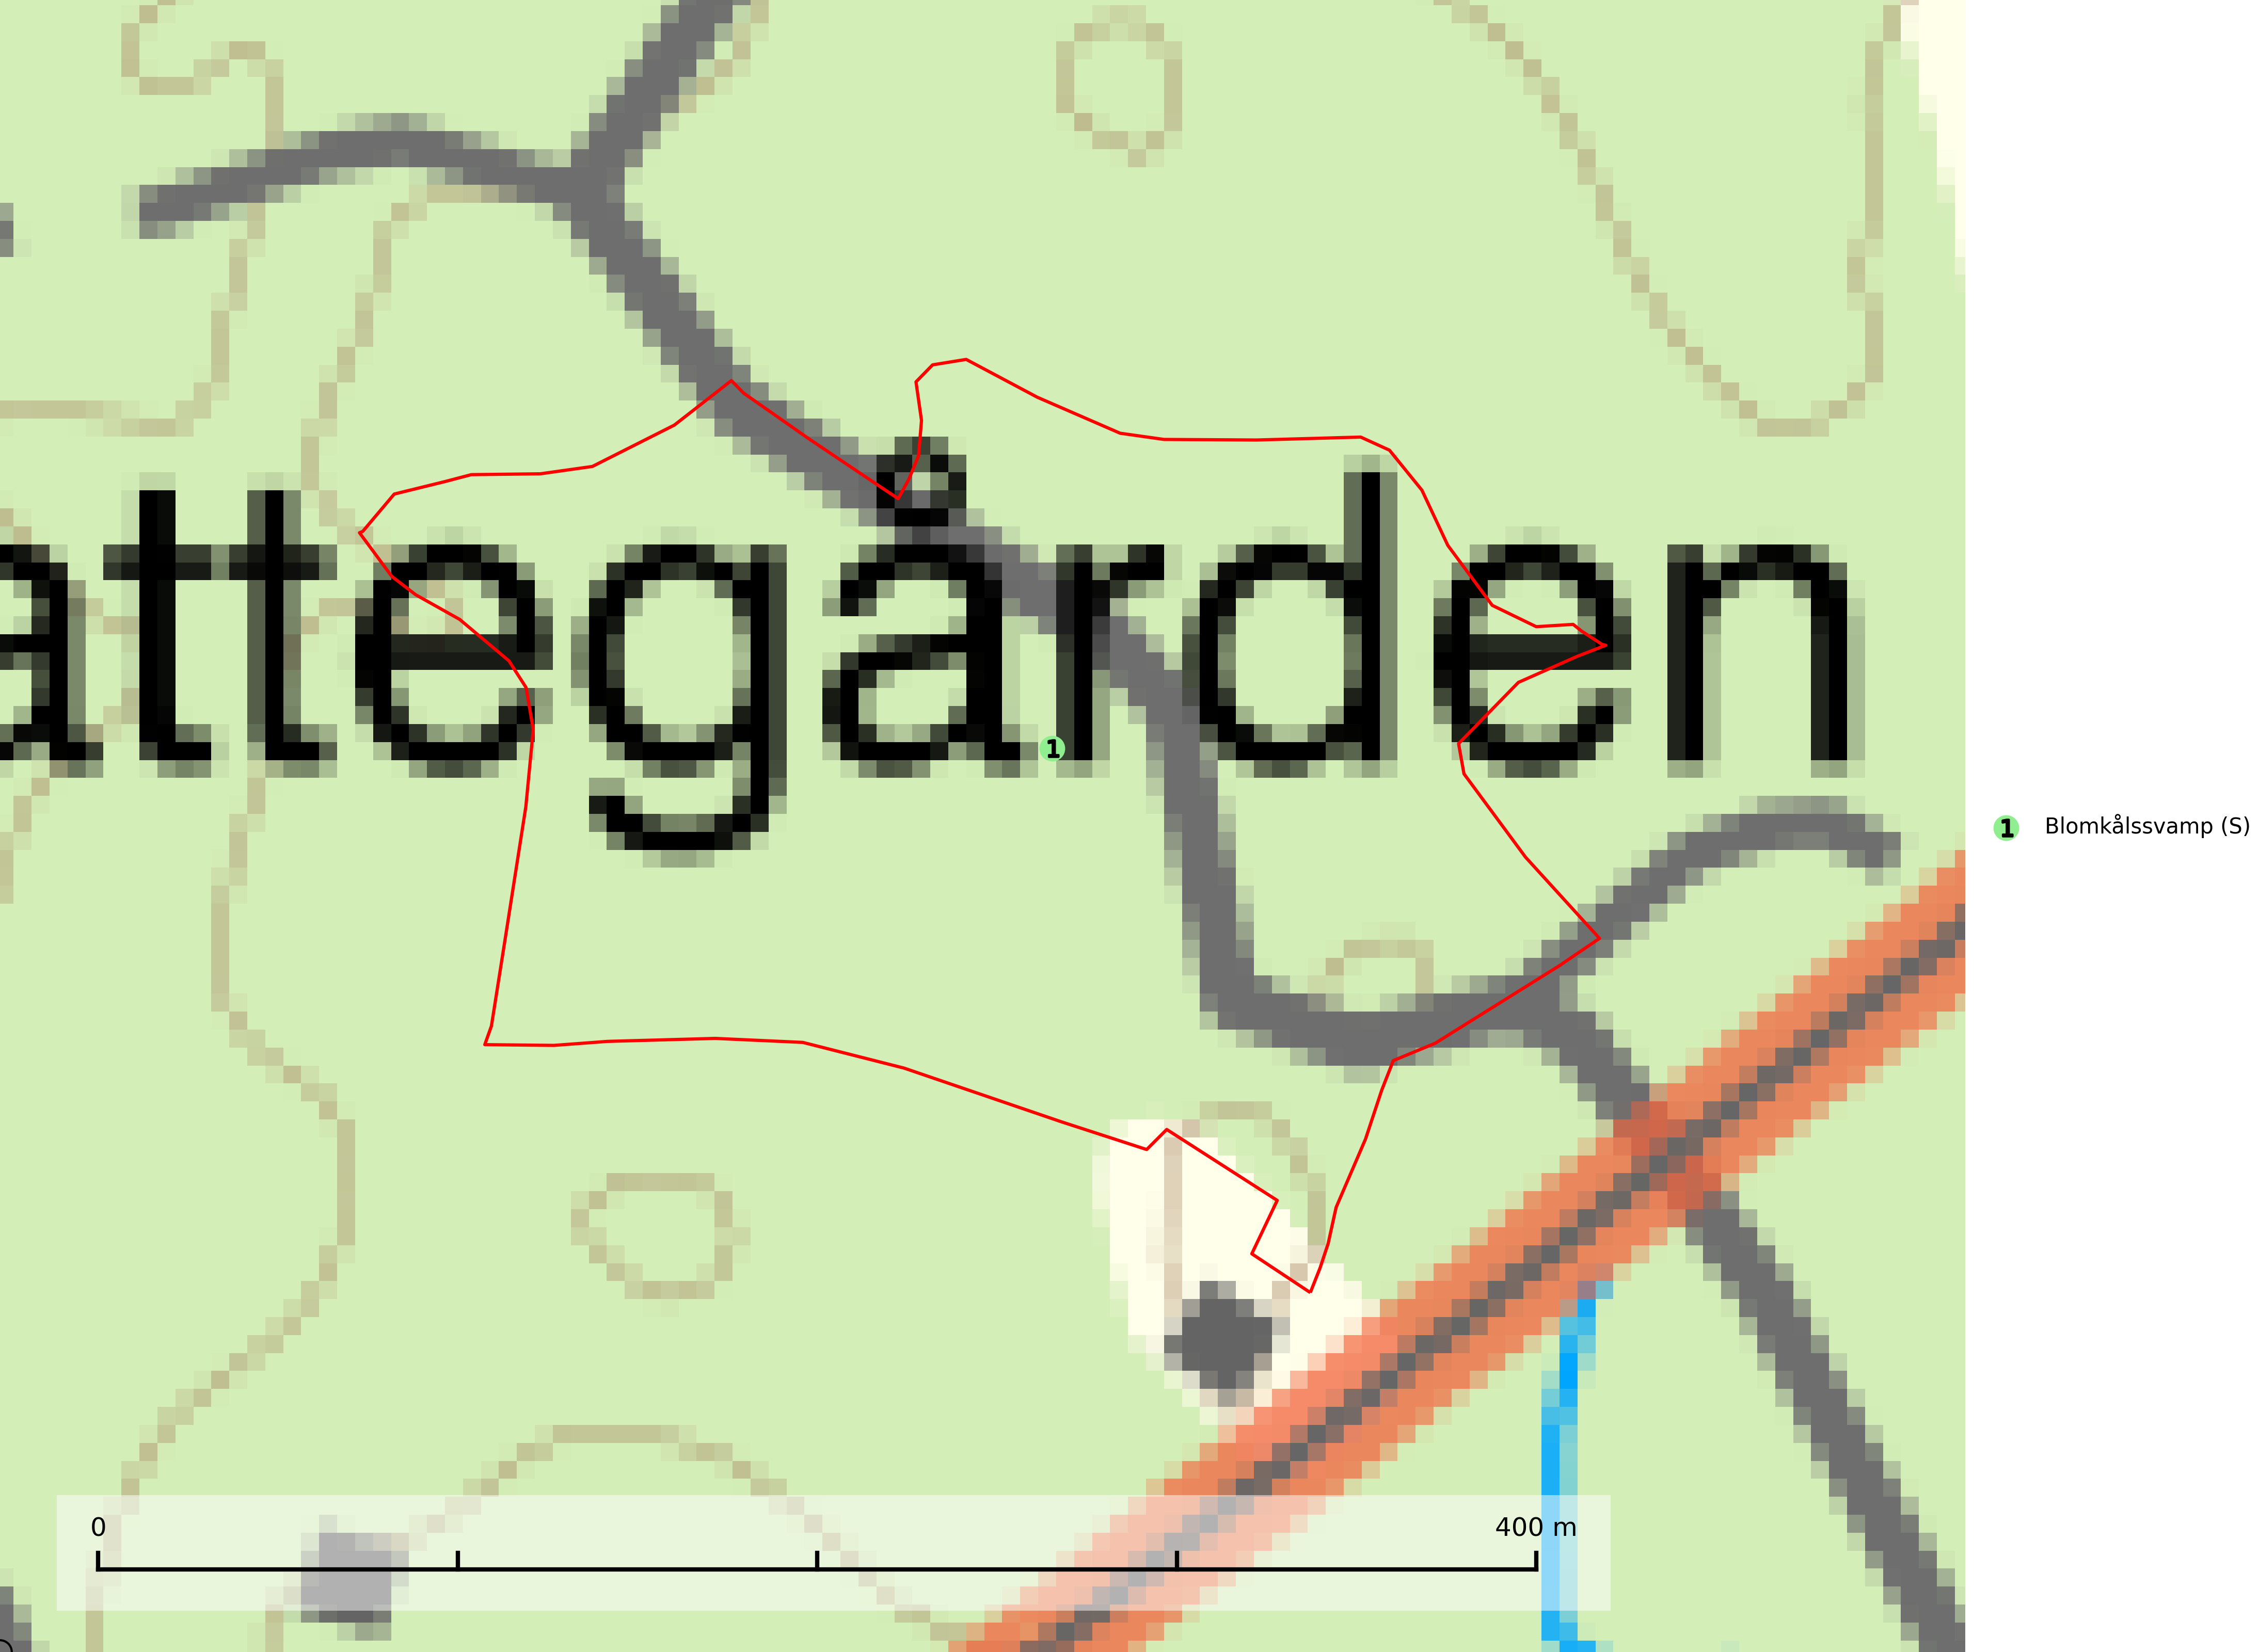 attegården
1
1 Blomkålssvamp (S)
0 400 m